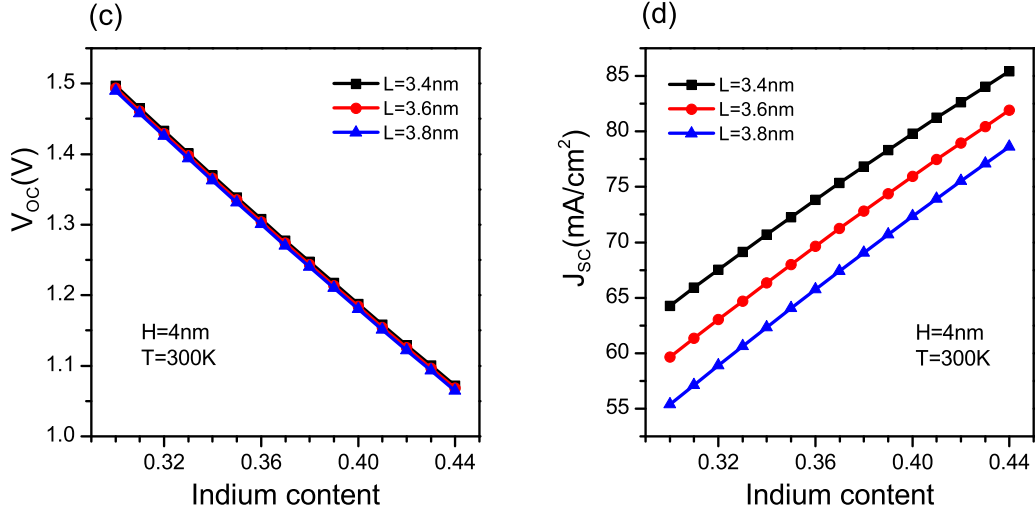 (c)
1.5
1.4
1.3
1.2
1.1
1.0
V_OC(V)
L=3.4nm
L=3.6nm
L=3.8nm
H=4nm
T=300K
0.32 0.36 0.40 0.44
Indium content
(d)
85
80
75
70
65
60
55
J_SC(mA/cm²)
L=3.4nm
L=3.6nm
L=3.8nm
H=4nm
T=300K
0.32 0.36 0.40 0.44
Indium content